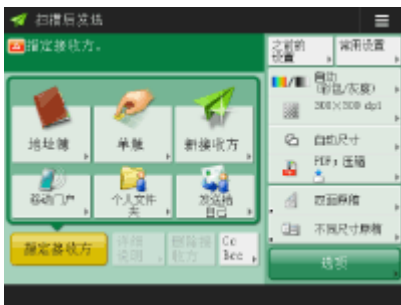 扫描后发送
指定接收方。
之前的
设置
常用设置
自动
(彩色/灰度)
300×300 dpi
地址簿
单触
新接收方
自动尺寸
PDF; 压缩
移动门户
个人文件
夹
发送给
自己
双面原稿
不同尺寸原稿
指定接收方
详细
说明
删除接
收方
Cc
Bcc
选项